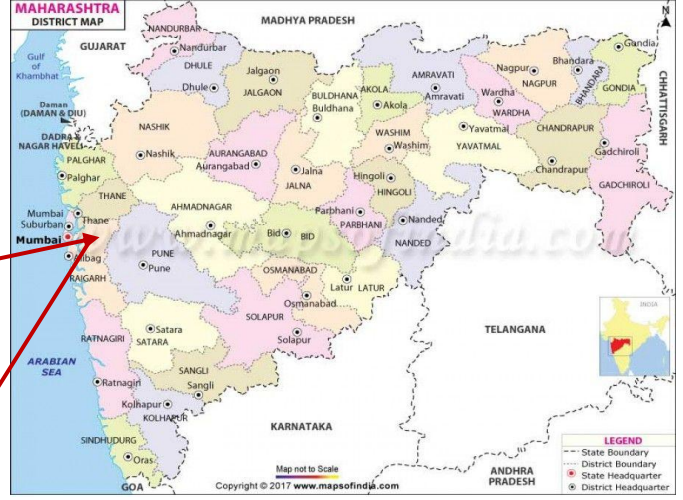 MAHARASHTRA
DISTRICT MAP
MADHYA PRADESH
N
GUJARAT
Gulf
of
Khambhat
NANDURBAR
Nandurbar
DHULE
Dhule
Jalgaon
JALGAON
BULDHANA
Buldhana
AKOLA
Akola
AMRAVATI
Amravati
Nagpur
NAGPUR
Wardha
WARDHA
Bhandara
BHANDARA
Gundia
GONDIA
CHHATTISGARH
Daman
(DAMAN & DIU)
DADRA &
NAGAR HAVELI
NASHIK
Nashik
AURANGABAD
Aurangabad
Jalna
JALNA
WASHIM
Washim
Yavatmal
YAVATMAL
CHANDRAPUR
Chandrapur
Gadchiroli
GADCHIROLI
PALGHAR
Palghar
THANE
Thane
Mumbai
Suburban
Mumbai
Alibag
RAIGARH
AHMADNAGAR
Ahmadnagar
Hingoli
HINGOLI
Parbhani
PARBHANI
Nanded
NANDED
Bid
BID
www.mapsofindia.com
PUNE
Pune
OSMANABAD
Osmanabad
Latur
LATUR
SOLAPUR
Solapur
Satara
SATARA
RATNAGIRI
Ratnagiri
SANGLI
Sangli
Kolhapur
KOLHAPUR
SINDHUDURG
Oras
GOA
ARABIAN
SEA
KARNATAKA
TELANGANA
ANDHRA
PRADESH
INDIA
LEGEND
State Boundary
District Boundary
State Headquarter
District Headquarter
Map not to Scale
Copyright © 2017 www.mapsofindia.com